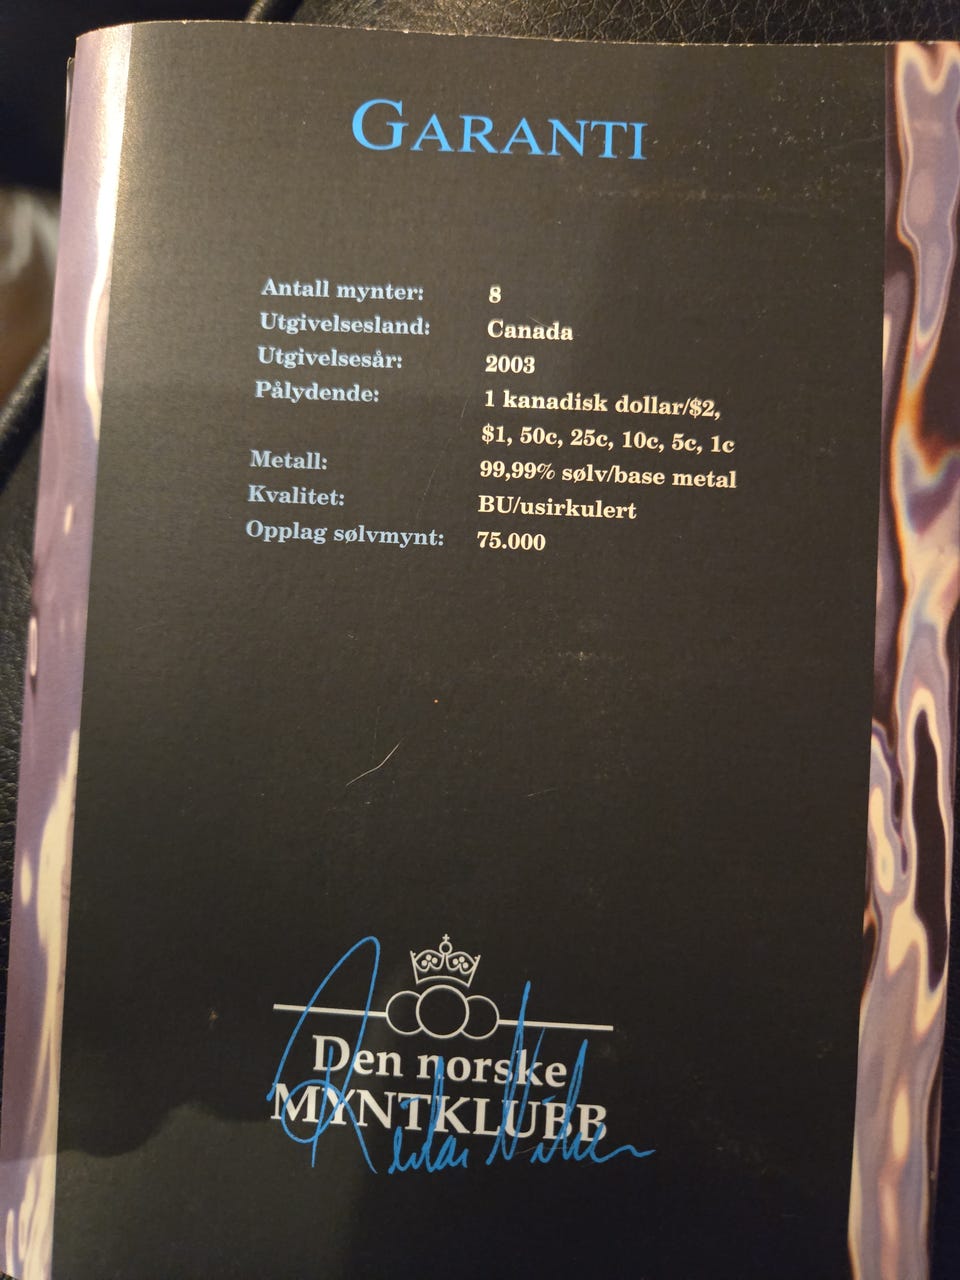 GARANTI
Antall mynter: 8
Utgivelsesland: Canada
Utgivelsesår: 2003
Pålydende: 1 kanadisk dollar/$2,
$1, 50c, 25c, 10c, 5c, 1c
Metall: 99,99% sølv/base metal
Kvalitet: BU/usirkulert
Opplag sølvmynt: 75.000
Den norske
MYNTKLUBB